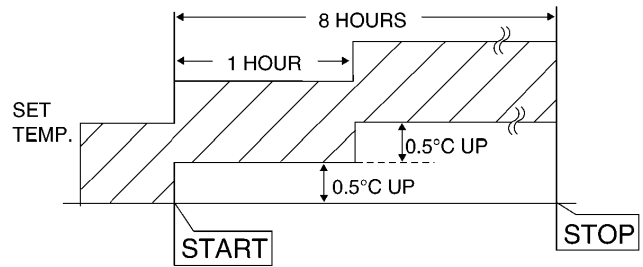 8 HOURS
1 HOUR
SET
TEMP.
0.5°C UP
0.5°C UP
START
STOP